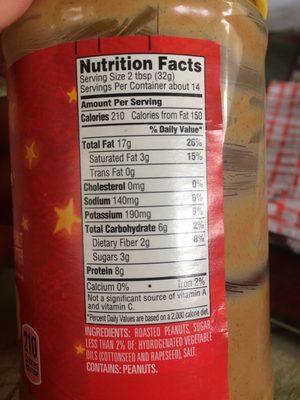 Nutrition Facts
Serving Size 2 tbsp (32g)
Servings Per Container about 14
Amount Per Serving
Calories 210 Calories from Fat 150
% Daily Value*
Total Fat 17g 26%
Saturated Fat 3g 15%
Trans Fat 0g
Cholesterol 0mg 0%
Sodium 140mg 6%
Potassium 190mg 5%
Total Carbohydrate 6g 2%
Dietary Fiber 2g 8%
Sugars 3g
Protein 8g
Calcium 0% • Iron 2%
Not a significant source of vitamin A
and vitamin C.
*Percent Daily Values are based on a 2,000 calorie diet.
INGREDIENTS: ROASTED PEANUTS, SUGAR,
LESS THAN 2% OF: HYDROGENATED VEGETABLE
OILS (COTTONSEED AND RAPESEED), SALT.
CONTAINS: PEANUTS.
210